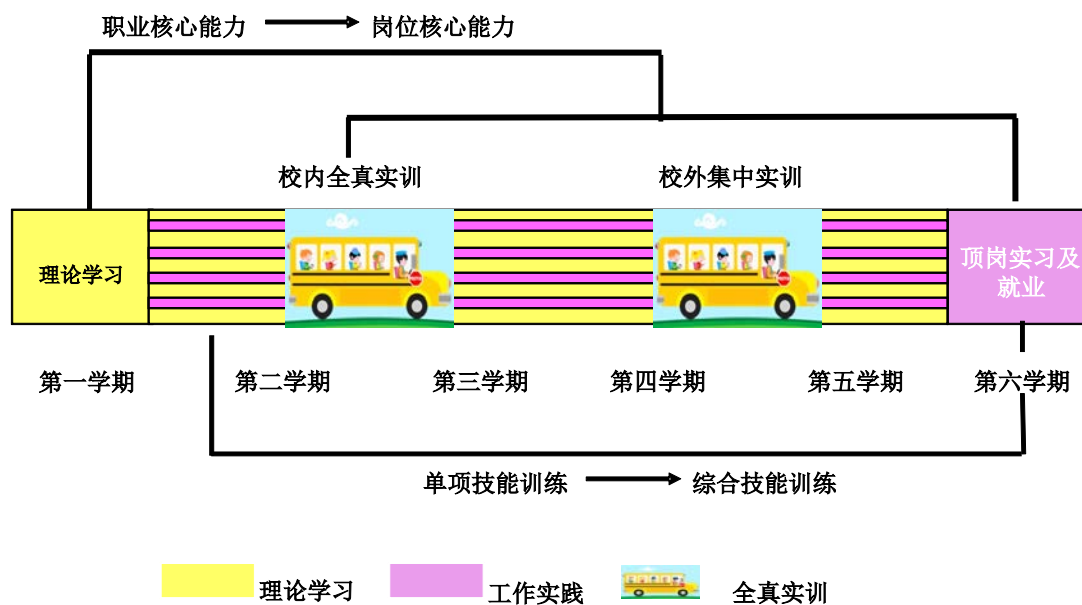 职业核心能力 岗位核心能力
校内全真实训 校外集中实训
理论学习
顶岗实习及
就业
第一学期 第二学期 第三学期 第四学期 第五学期 第六学期
单项技能训练 综合技能训练
理论学习 工作实践 全真实训